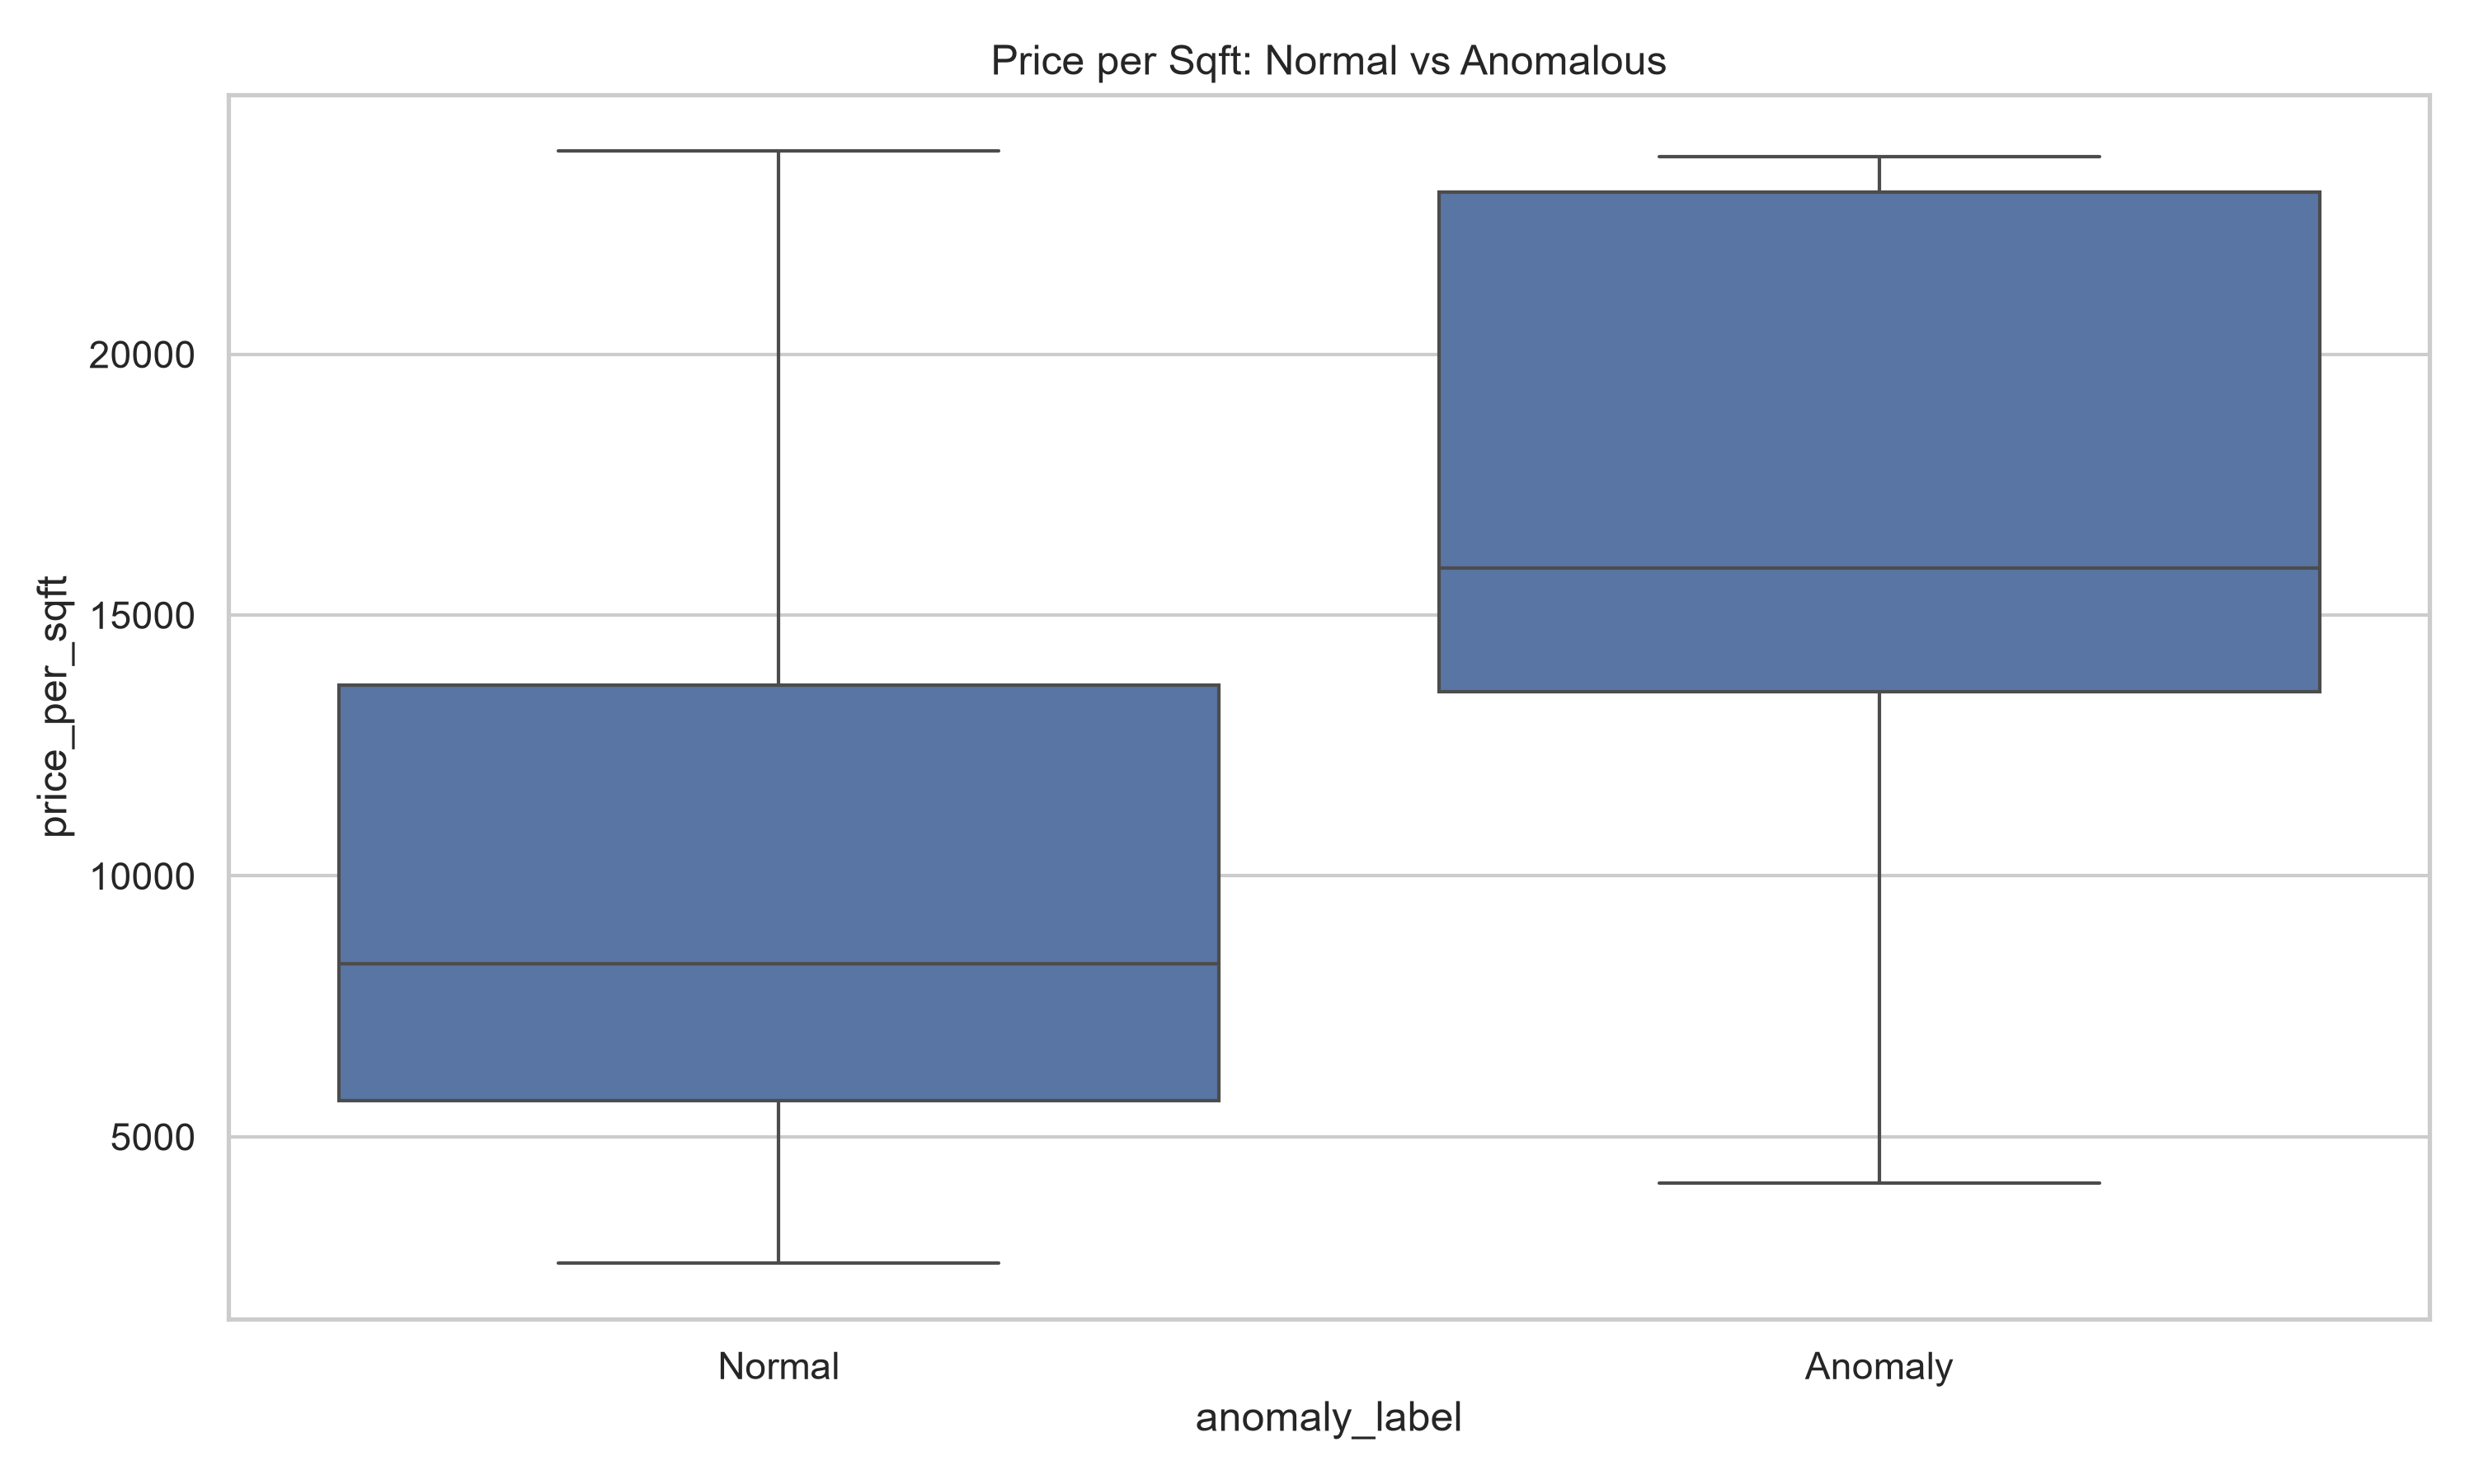 Price per Sqft: Normal vs Anomalous
price_per_sqft
20000
15000
10000
5000
Normal
Anomaly
anomaly_label